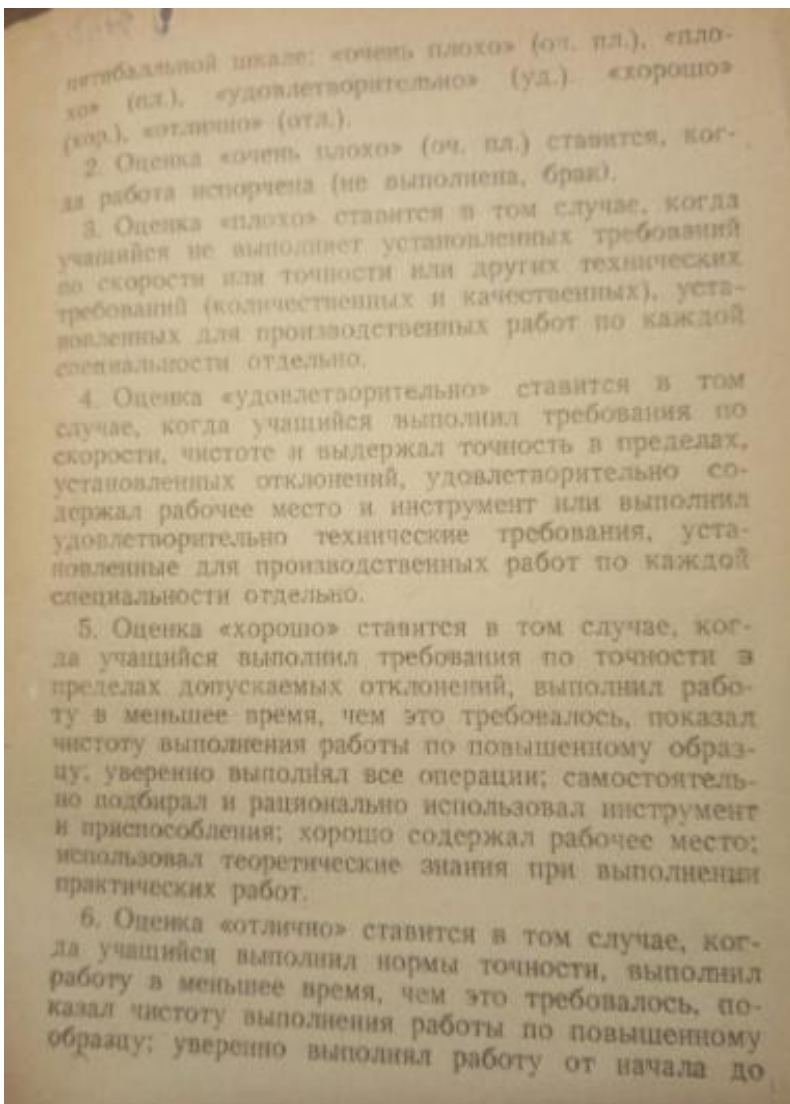 пятибалльной шкале: «очень плохо» (оч. пл.), «пло-
хо» (пл.), «удовлетворительно» (уд.). «хорошо»
(хор.), «отлично» (отл.).
2. Оценка «очень плохо» (оч. пл.) ставится, ког-
да работа испорчена (не выполнена, брак).
3. Оценка «плохо» ставится в том случае, когда
учащийся не выполняет установленных требований
по скорости или точности или других технических
требований (количественных и качественных), уста-
новленных для производственных работ по каждой
специальности отдельно.
4. Оценка «удовлетворительно» ставится в том
случае, когда учащийся выполнил требования по
скорости, чистоте и выдержал точность в пределах,
установленных отклонений, удовлетворительно со-
держал рабочее место и инструмент или выполнил
удовлетворительно технические требования, уста-
новленные для производственных работ по каждой
специальности отдельно.
5. Оценка «хорошо» ставится в том случае, ког-
да учащийся выполнил требования по точности в
пределах допускаемых отклонений, выполнил рабо-
ту в меньшее время, чем это требовалось, показал
чистоту выполнения работы по повышенному образ-
цу; уверенно выполнял все операции; самостоятель-
но подбирал и рационально использовал инструмент
и приспособления; хорошо содержал рабочее место;
использовал теоретические знания при выполнении
практических работ.
6. Оценка «отлично» ставится в том случае, ког-
да учащийся выполнил нормы точности, выполнил
работу в меньшее время, чем это требовалось, по-
казал чистоту выполнения работы по повышенному
образцу; уверенно выполнял работу от начала до